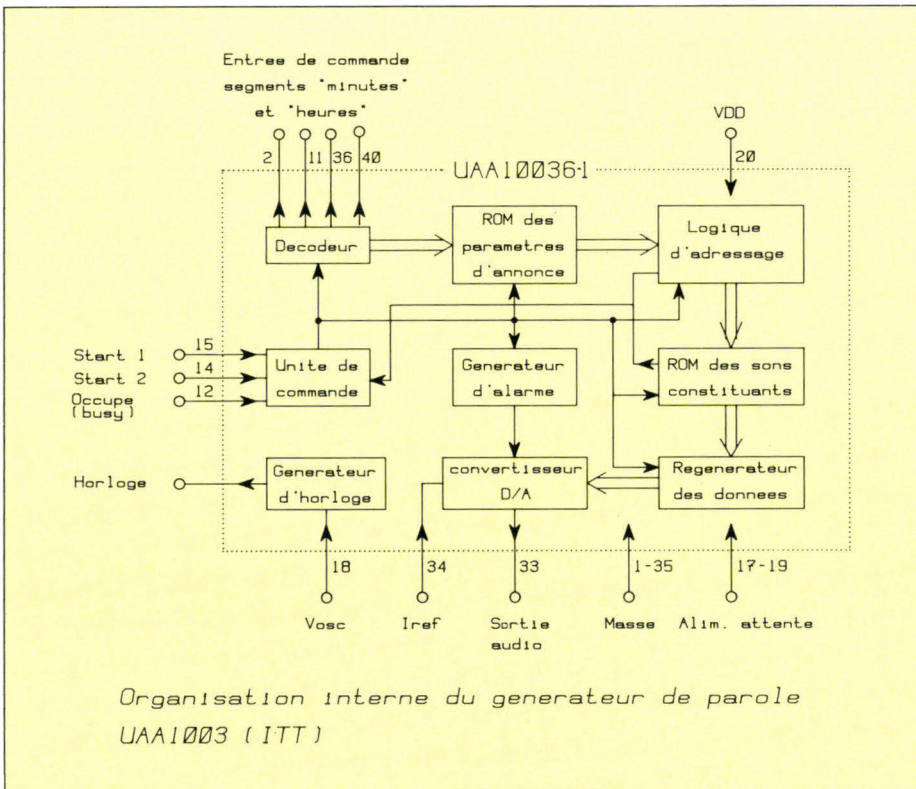 Entree de commande
segments "minutes"
et "heures"
VDD
2 11 36 40
20
UAA10036-1
Decodeur
ROM des
parametres
d'annonce
Logique
d'adressage
Start 1 15
Start 2 14
Occupe 12
(busy)
Unite de
commande
Generateur
d'alarme
ROM des sons
constituants
Horloge
Generateur
d'horloge
convertisseur
D/A
Regenerateur
des donnees
18 34 33 1-35 17-19
Vosc Iref Sortie Masse Alim. attente
audio
Organisation interne du generateur de parole
UAA1003 (ITT)